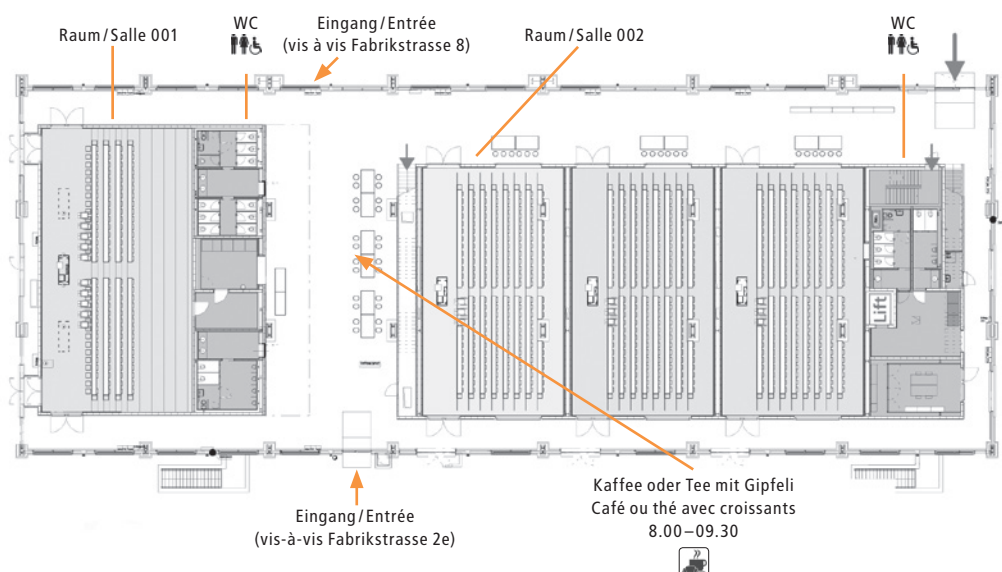 Raum / Salle 001
WC
Eingang / Entrée
(vis à vis Fabrikstrasse 8)
Raum / Salle 002
WC
Lift
Eingang / Entrée
(vis-à-vis Fabrikstrasse 2e)
Kaffee oder Tee mit Gipfeli
Café ou thé avec croissants
8.00–09.30